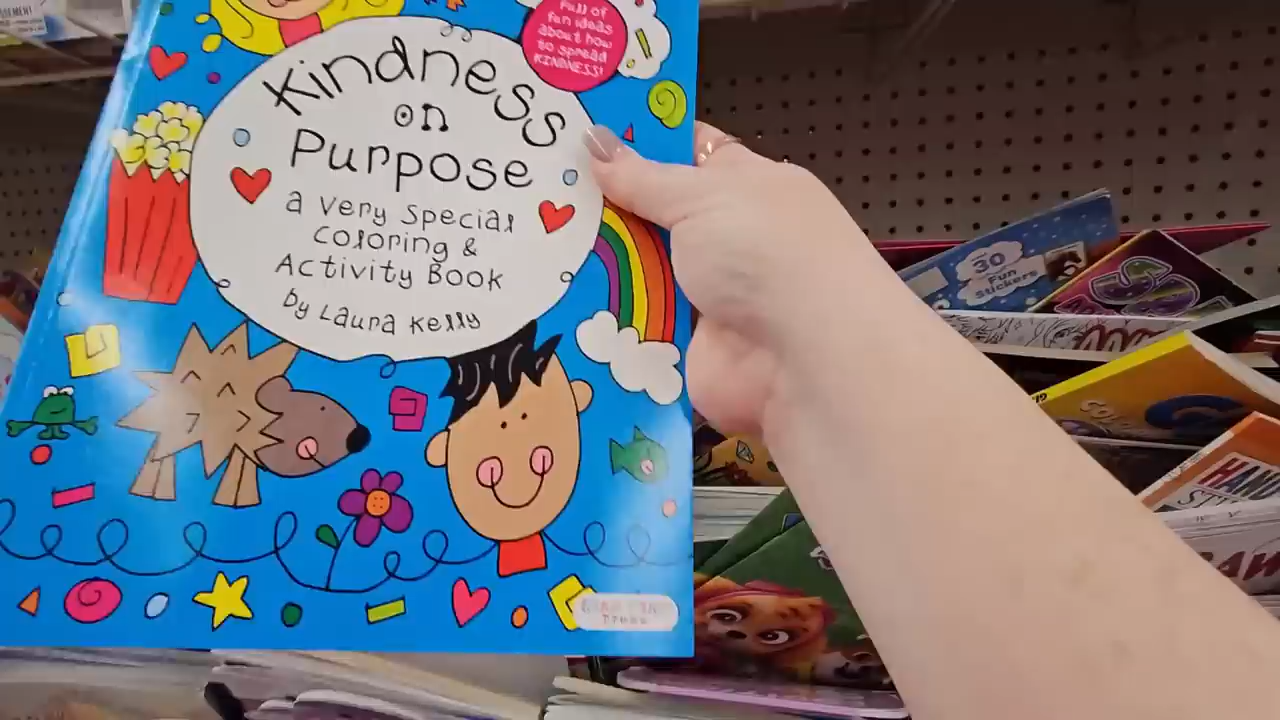 Full of
fun ideas
about how
to spread
KINDNESS!
Kindness
on
Purpose
a very special
coloring &
Activity Book
by Laura Kelly
Press
30
Fun
Stickers